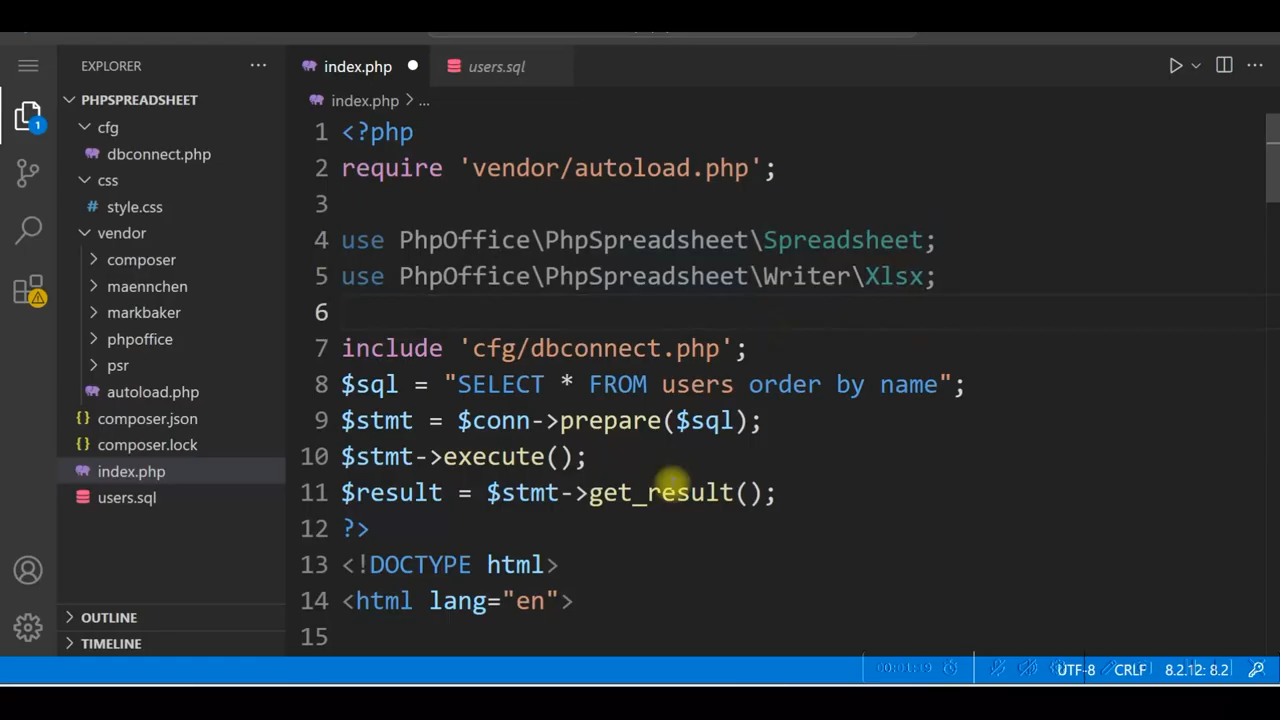 EXPLORER
index.php
users.sql
PHPSPREADSHEET
index.php > ...
cfg
dbconnect.php
css
# style.css
vendor
composer
maennchen
markbaker
phpoffice
psr
autoload.php
{} composer.json
{} composer.lock
index.php
users.sql
OUTLINE
TIMELINE
1
1 <?php
2 require 'vendor/autoload.php';
3
4 use PhpOffice\PhpSpreadsheet\Spreadsheet;
5 use PhpOffice\PhpSpreadsheet\Writer\Xlsx;
6
7 include 'cfg/dbconnect.php';
8 $sql = "SELECT * FROM users order by name";
9 $stmt = $conn->prepare($sql);
10 $stmt->execute();
11 $result = $stmt->get_result();
12 ?>
13 <!DOCTYPE html>
14 <html lang="en">
15
UTF-8 CRLF 8.2.12: 8.2